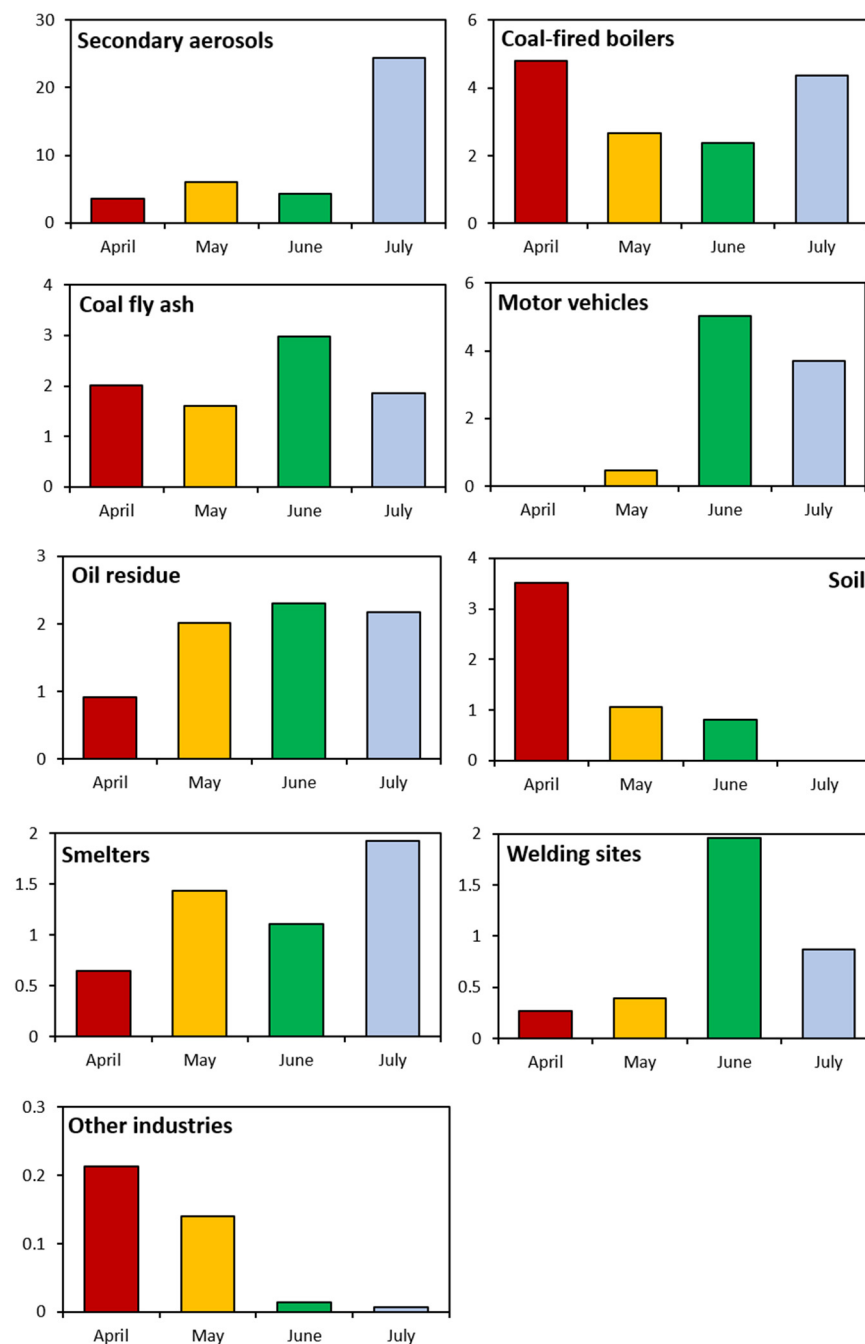 Secondary aerosols
30
20
10
0
April May June July
Coal-fired boilers
6
4
2
0
April May June July
Coal fly ash
4
3
2
1
0
April May June July
Motor vehicles
6
4
2
0
April May June July
Oil residue
3
2
1
0
April May June July
Soil
4
3
2
1
0
April May June July
Smelters
2
1.5
1
0.5
0
April May June July
Welding sites
2
1.5
1
0.5
0
April May June July
Other industries
0.3
0.2
0.1
0
April May June July